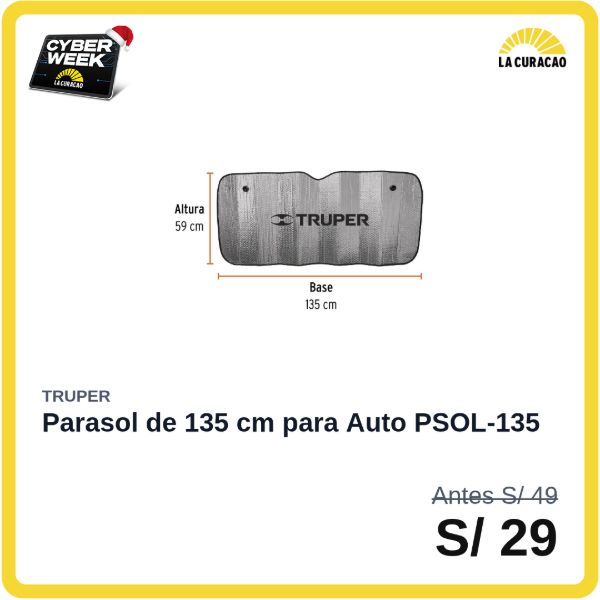 CYBER
WEEK
LA CURACAO
LA CURACAO
Altura
59 cm
TRUPER
Base
135 cm
TRUPER
Parasol de 135 cm para Auto PSOL-135
Antes S/ 49
S/ 29